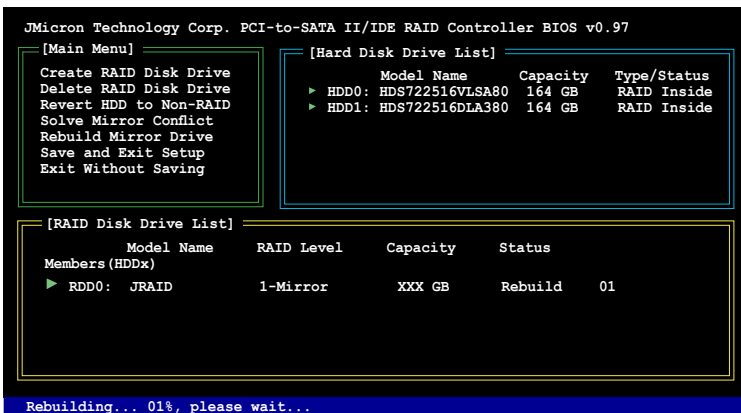 JMicron Technology Corp. PCI-to-SATA II/IDE RAID Controller BIOS v0.97
[Main Menu]
Create RAID Disk Drive
Delete RAID Disk Drive
Revert HDD to Non-RAID
Solve Mirror Conflict
Rebuild Mirror Drive
Save and Exit Setup
Exit Without Saving
[Hard Disk Drive List]
Model Name Capacity Type/Status
HDD0: HDS722516VLSA80 164 GB RAID Inside
HDD1: HDS722516DLA380 164 GB RAID Inside
[RAID Disk Drive List]
Model Name RAID Level Capacity Status
Members(HDDx)
RDD0: JRAID 1-Mirror XXX GB Rebuild 01
Rebuilding... 01%, please wait...